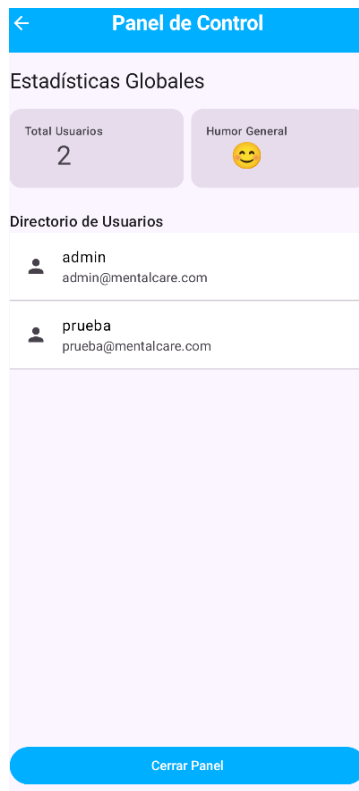 Panel de Control
Estadísticas Globales
Total Usuarios
2
Humor General
Directorio de Usuarios
admin
admin@mentalcare.com
prueba
prueba@mentalcare.com
Cerrar Panel